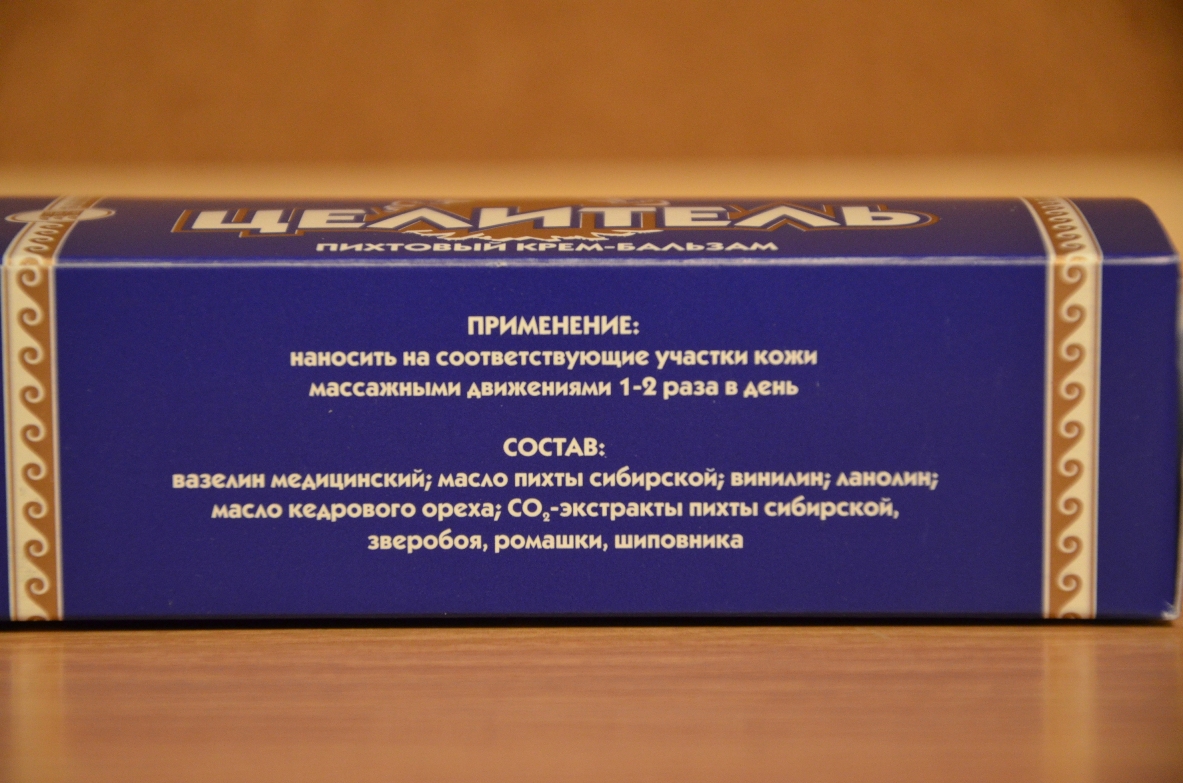 ЦЕЛИТЕЛЬ
ПИХТОВЫЙ КРЕМ-БАЛЬЗАМ
ПРИМЕНЕНИЕ:
наносить на соответствующие участки кожи
массажными движениями 1-2 раза в день
СОСТАВ:
вазелин медицинский; масло пихты сибирской; винилин; ланолин;
масло кедрового ореха; СО₂-экстракты пихты сибирской,
зверобоя, ромашки, шиповника